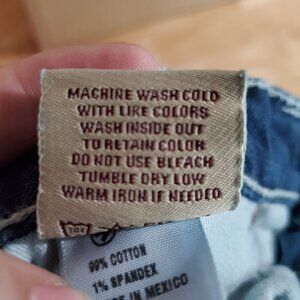 MACHINE WASH COLD
WITH LIKE COLORS
WASH INSIDE OUT
TO RETAIN COLOR
DO NOT USE BLEACH
TUMBLE DRY LOW
WARM IRON IF NEEDED
99% COTTON
1% SPANDEX
IN MEXICO